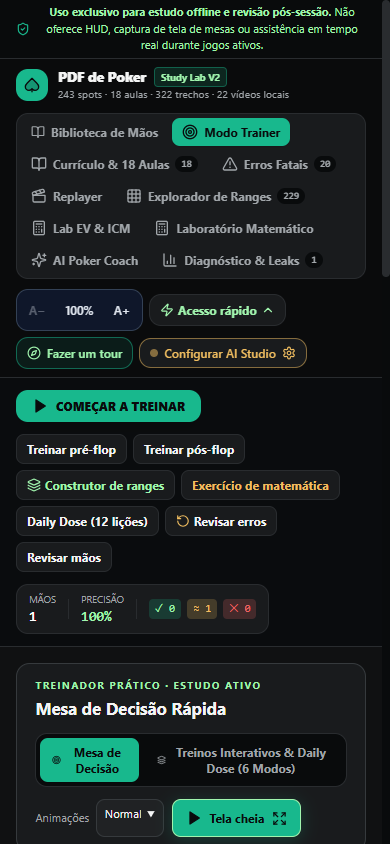 Uso exclusivo para estudo offline e revisão pós-sessão. Não
oferece HUD, captura de tela de mesas ou assistência em tempo
real durante jogos ativos.
PDF de Poker Study Lab V2
243 spots · 18 aulas · 322 trechos · 22 vídeos locais
Biblioteca de Mãos Modo Trainer
Currículo & 18 Aulas 18 Erros Fatais 20
Replayer Explorador de Ranges 229
Lab EV & ICM Laboratório Matemático
AI Poker Coach Diagnóstico & Leaks 1
A− 100% A+ Acesso rápido
Fazer um tour Configurar AI Studio
COMEÇAR A TREINAR
Treinar pré-flop Treinar pós-flop
Construtor de ranges Exercício de matemática
Daily Dose (12 lições) Revisar erros
Revisar mãos
MÃOS PRECISÃO
1 100% ✓ 0 ≈ 1 ✕ 0
TREINADOR PRÁTICO · ESTUDO ATIVO
Mesa de Decisão Rápida
Mesa de Decisão
Treinos Interativos & Daily Dose (6 Modos)
Animações Normal ▼ Tela cheia